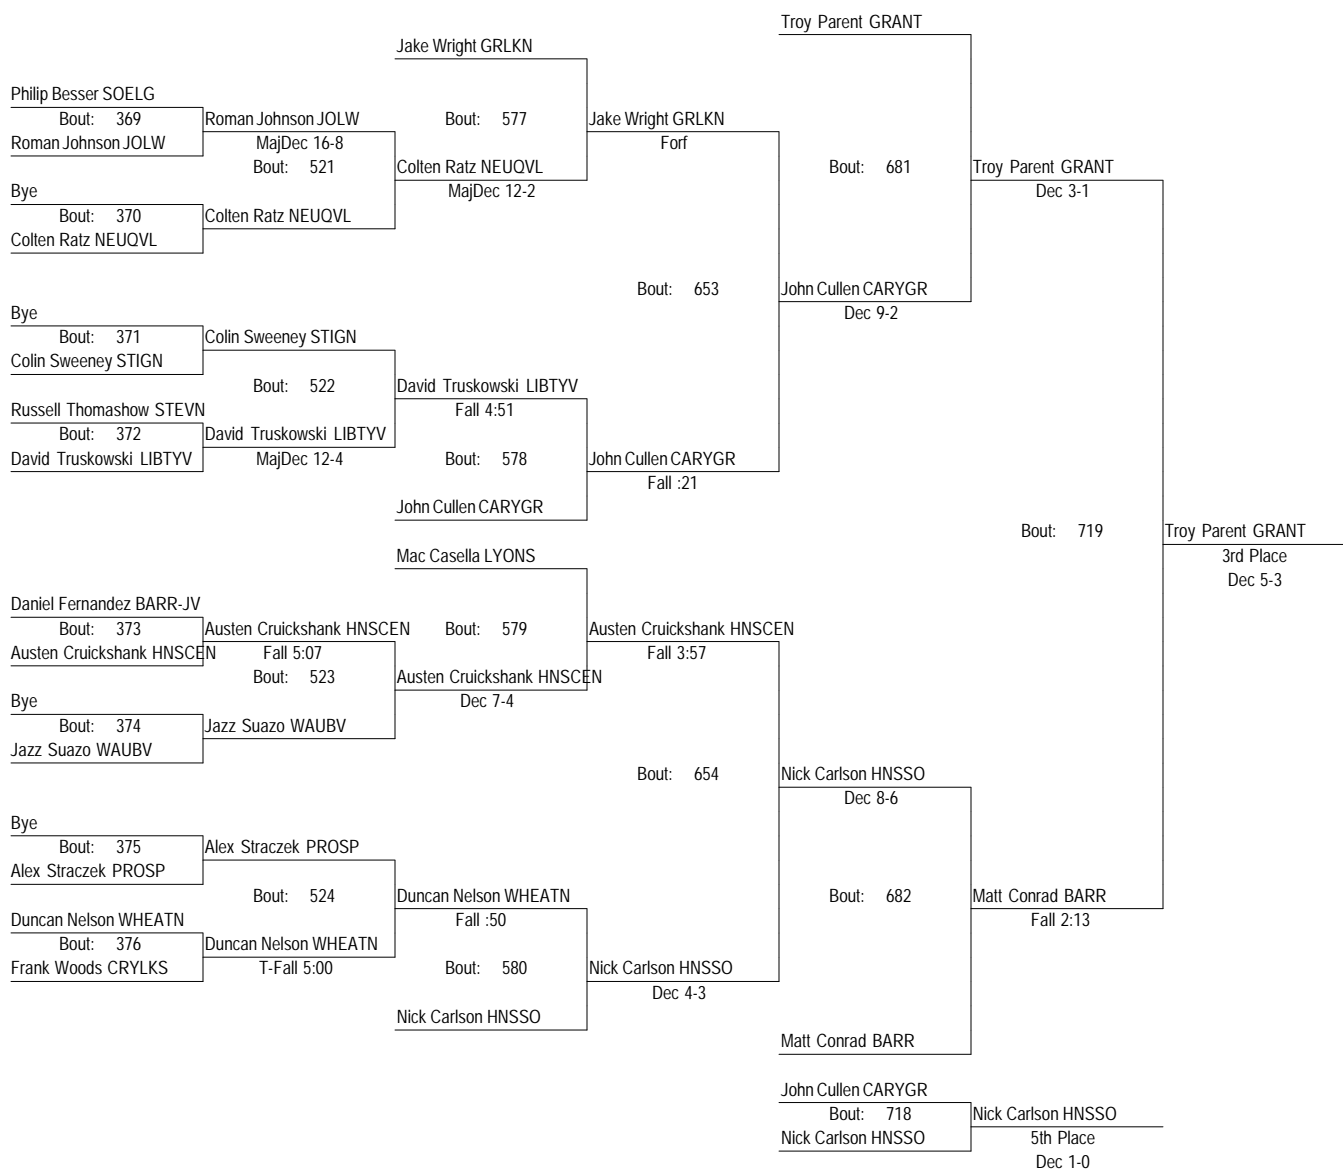 Troy Parent GRANT
Jake Wright GRLKN
Philip Besser SOELG
Bout: 369
Roman Johnson JOLW
Roman Johnson JOLW
MajDec 16-8
Bout: 577
Jake Wright GRLKN
Forf
Bout: 521
Colten Ratz NEUQVL
MajDec 12-2
Bout: 681
Troy Parent GRANT
Dec 3-1
Bye
Bout: 370
Colten Ratz NEUQVL
Colten Ratz NEUQVL
Bout: 653
John Cullen CARYGR
Dec 9-2
Bye
Bout: 371
Colin Sweeney STIGN
Colin Sweeney STIGN
Bout: 522
David Truskowski LIBTYV
Fall 4:51
Russell Thomashow STEVN
Bout: 372
David Truskowski LIBTYV
David Truskowski LIBTYV
MajDec 12-4
Bout: 578
John Cullen CARYGR
Fall :21
John Cullen CARYGR
Bout: 719
Troy Parent GRANT
3rd Place
Dec 5-3
Mac Casella LYONS
Daniel Fernandez BARR-JV
Bout: 373
Austen Cruickshank HNSCEN
Austen Cruickshank HNSCEN
Fall 5:07
Bout: 579
Austen Cruickshank HNSCEN
Fall 3:57
Bout: 523
Austen Cruickshank HNSCEN
Dec 7-4
Bye
Bout: 374
Jazz Suazo WAUBV
Jazz Suazo WAUBV
Bout: 654
Nick Carlson HNSSO
Dec 8-6
Bye
Bout: 375
Alex Straczek PROSP
Alex Straczek PROSP
Bout: 524
Duncan Nelson WHEATN
Fall :50
Bout: 682
Matt Conrad BARR
Fall 2:13
Duncan Nelson WHEATN
Bout: 376
Frank Woods CRYLKS
Duncan Nelson WHEATN
T-Fall 5:00
Bout: 580
Nick Carlson HNSSO
Dec 4-3
Nick Carlson HNSSO
Matt Conrad BARR
John Cullen CARYGR
Bout: 718
Nick Carlson HNSSO
Nick Carlson HNSSO
5th Place
Dec 1-0